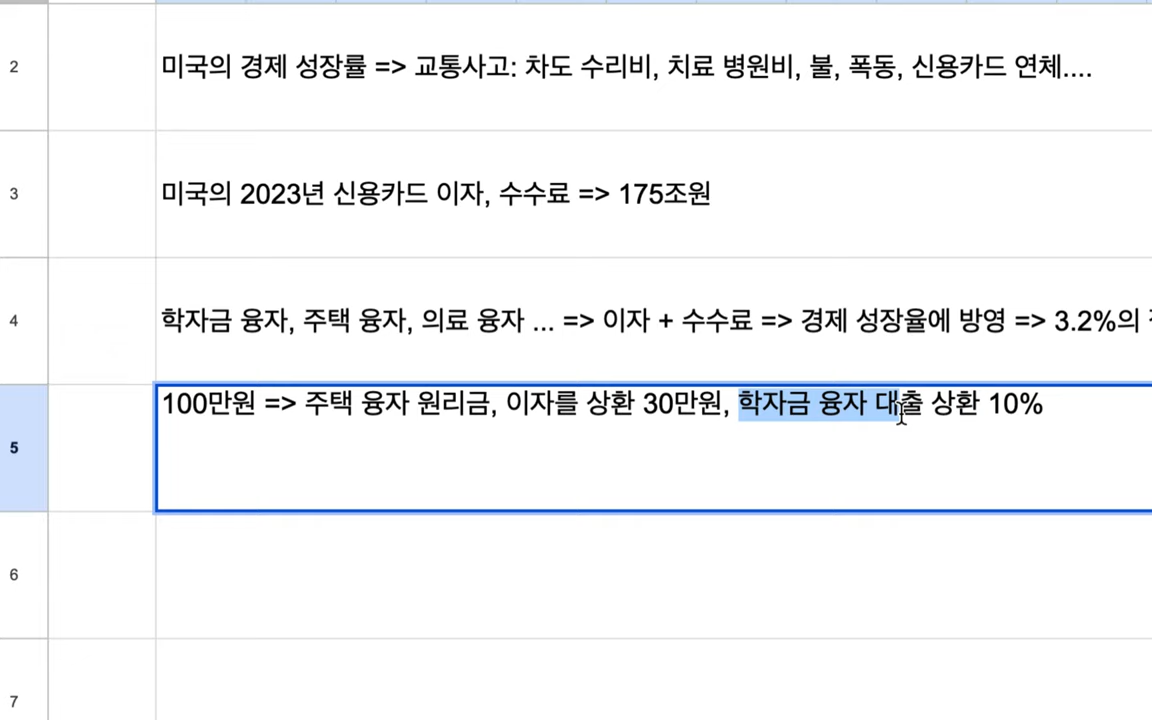 2
미국의 경제 성장률 => 교통사고: 차도 수리비, 치료 병원비, 불, 폭동, 신용카드 연체....
3
미국의 2023년 신용카드 이자, 수수료 => 175조원
4
학자금 융자, 주택 융자, 의료 융자 ... => 이자 + 수수료 => 경제 성장율에 방영 => 3.2%의
5
100만원 => 주택 융자 원리금, 이자를 상환 30만원, 학자금 융자 대출 상환 10%
6
7